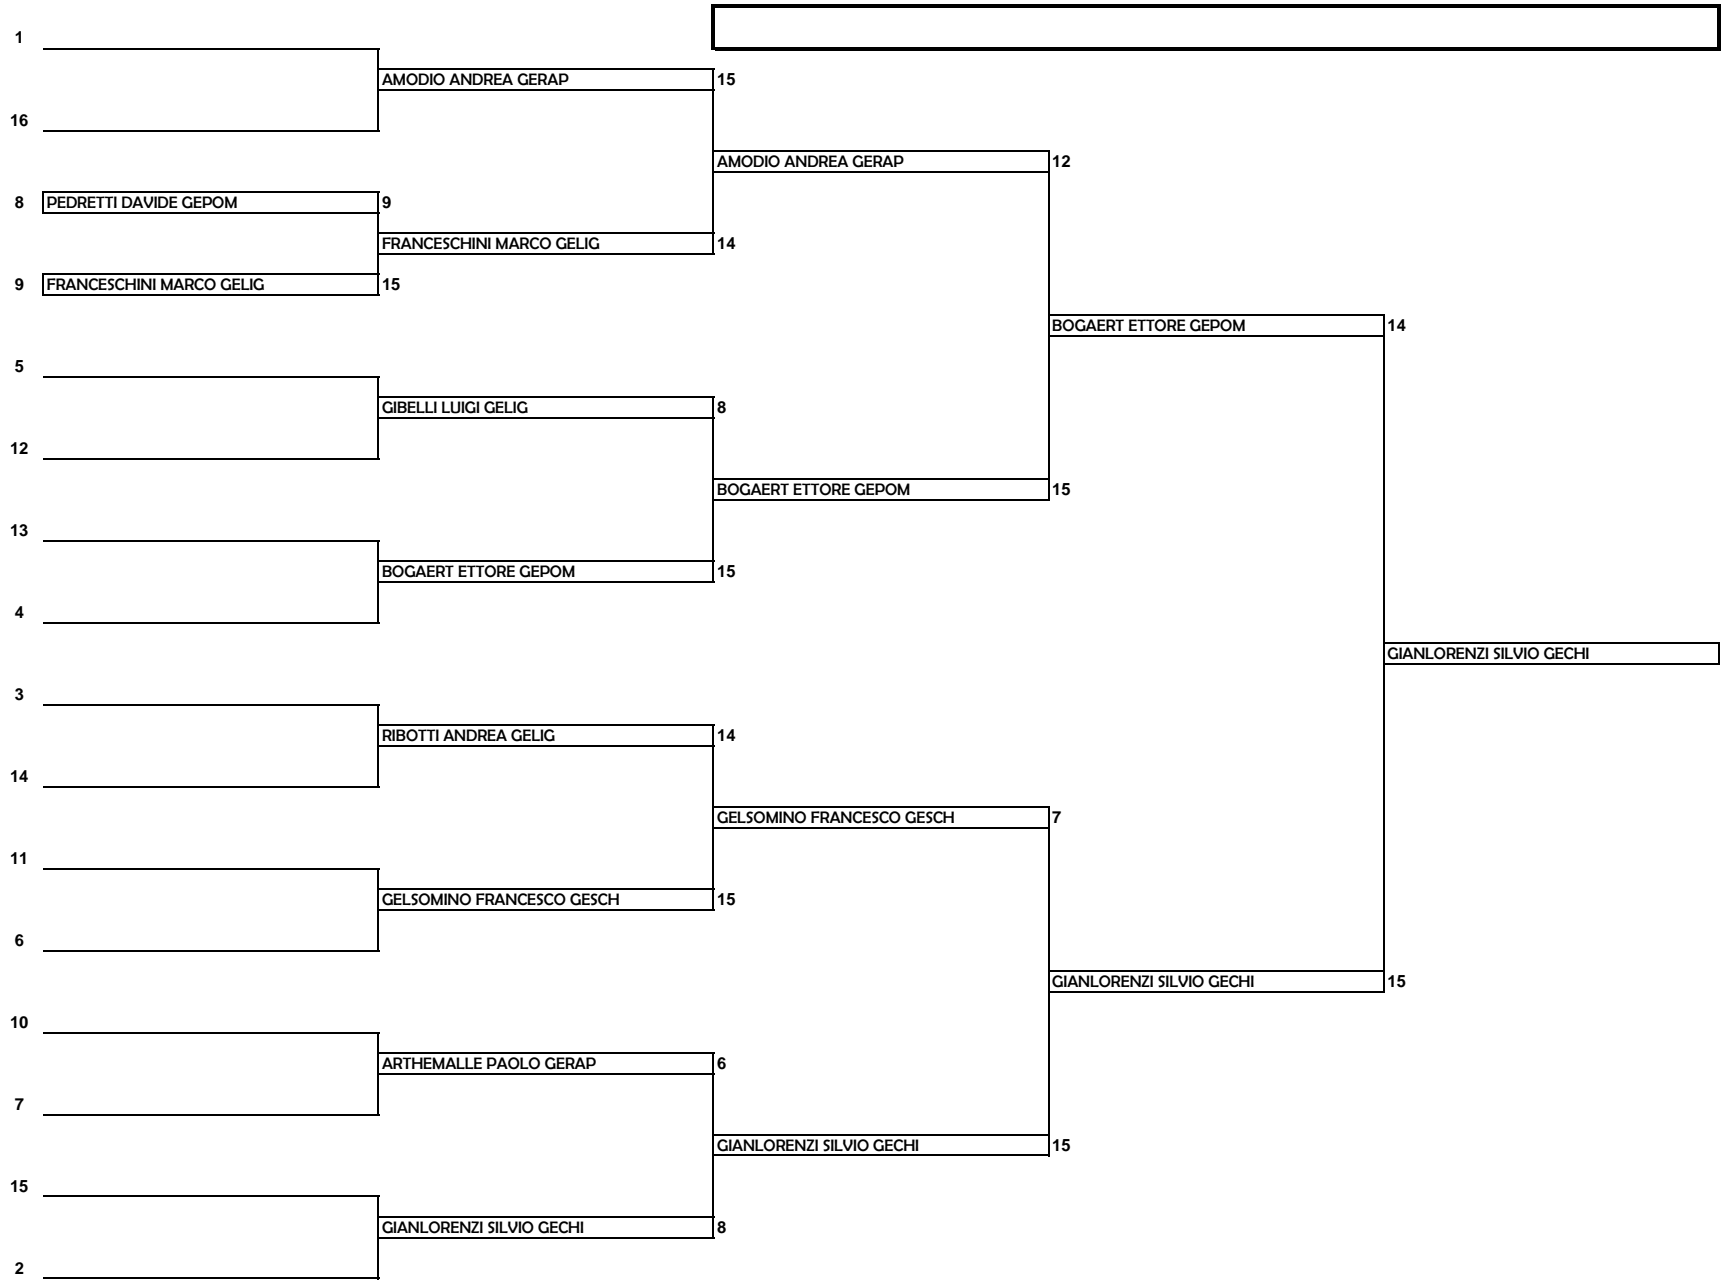 1
AMODIO ANDREA GERAP 15
16
AMODIO ANDREA GERAP 12
8 PEDRETTI DAVIDE GEPOM 9
FRANCESCHINI MARCO GELIG 14
9 FRANCESCHINI MARCO GELIG 15
BOGAERT ETTORE GEPOM 14
5
GIBELLI LUIGI GELIG 8
12
BOGAERT ETTORE GEPOM 15
13
BOGAERT ETTORE GEPOM 15
4
GIANLORENZI SILVIO GECHI
3
RIBOTTI ANDREA GELIG 14
14
GELSOMINO FRANCESCO GESCH 7
11
GELSOMINO FRANCESCO GESCH 15
6
GIANLORENZI SILVIO GECHI 15
10
ARTHEMALLE PAOLO GERAP 6
7
GIANLORENZI SILVIO GECHI 15
15
GIANLORENZI SILVIO GECHI 8
2